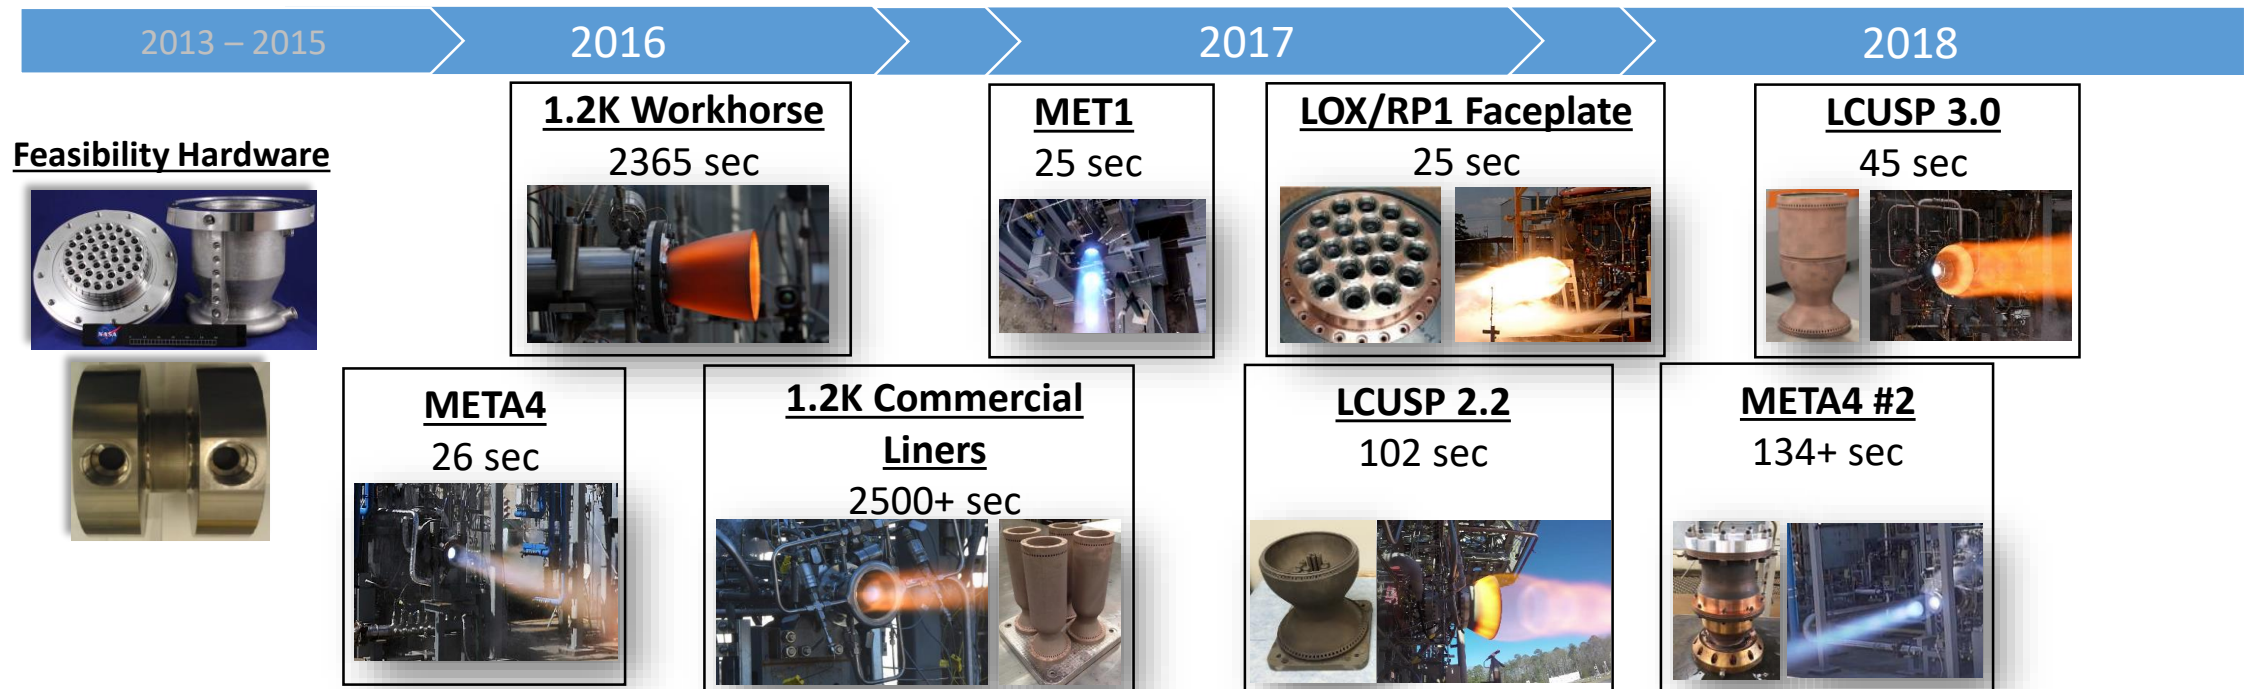 2013 – 2015
2016
2017
2018
Feasibility Hardware
NASA
1.2K Workhorse
2365 sec
MET1
25 sec
LOX/RP1 Faceplate
25 sec
LCUSP 3.0
45 sec
META4
26 sec
1.2K Commercial
Liners
2500+ sec
LCUSP 2.2
102 sec
META4 #2
134+ sec